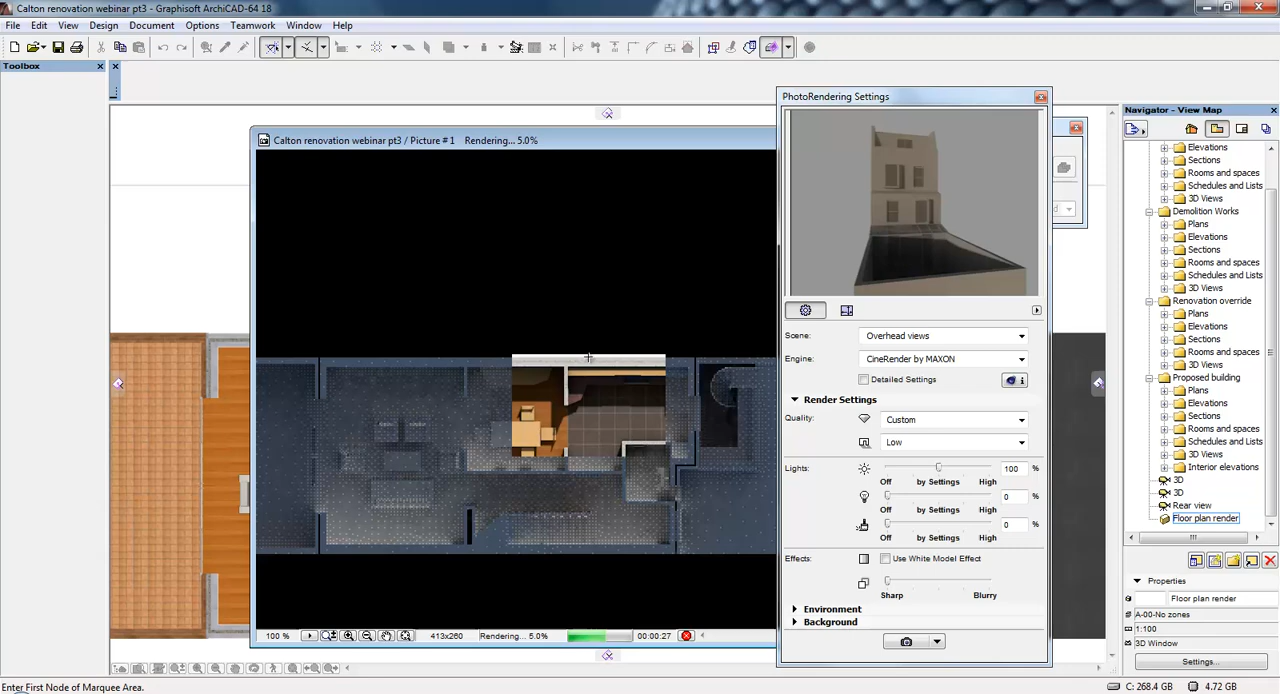 Calton renovation webinar pt3 - Graphisoft ArchiCAD-64 18
File Edit View Design Document Options Teamwork Window Help
Toolbox
Calton renovation webinar pt3 / Picture # 1 Rendering... 5.0%
100 %
413x260
Rendering... 5.0%
00:00:27
PhotoRendering Settings
Scene: Overhead views
Engine: CineRender by MAXON
Detailed Settings
Render Settings
Quality: Custom
Low
Lights: 100 %
Off by Settings High
0 %
Off by Settings High
0 %
Off by Settings High
Effects: Use White Model Effect
Sharp Blurry
Environment
Background
Navigator - View Map
Elevations
Sections
Rooms and spaces
Schedules and Lists
3D Views
Demolition Works
Plans
Elevations
Sections
Rooms and spaces
Schedules and Lists
3D Views
Renovation override
Plans
Elevations
Sections
Rooms and spaces
3D Views
Proposed building
Plans
Elevations
Sections
Rooms and spaces
Schedules and Lists
3D Views
Interior elevations
3D
3D
Rear view
Floor plan render
Properties
Floor plan render
A-00-No zones
1:100
3D Window
Settings...
Enter First Node of Marquee Area.
C: 268.4 GB 4.72 GB